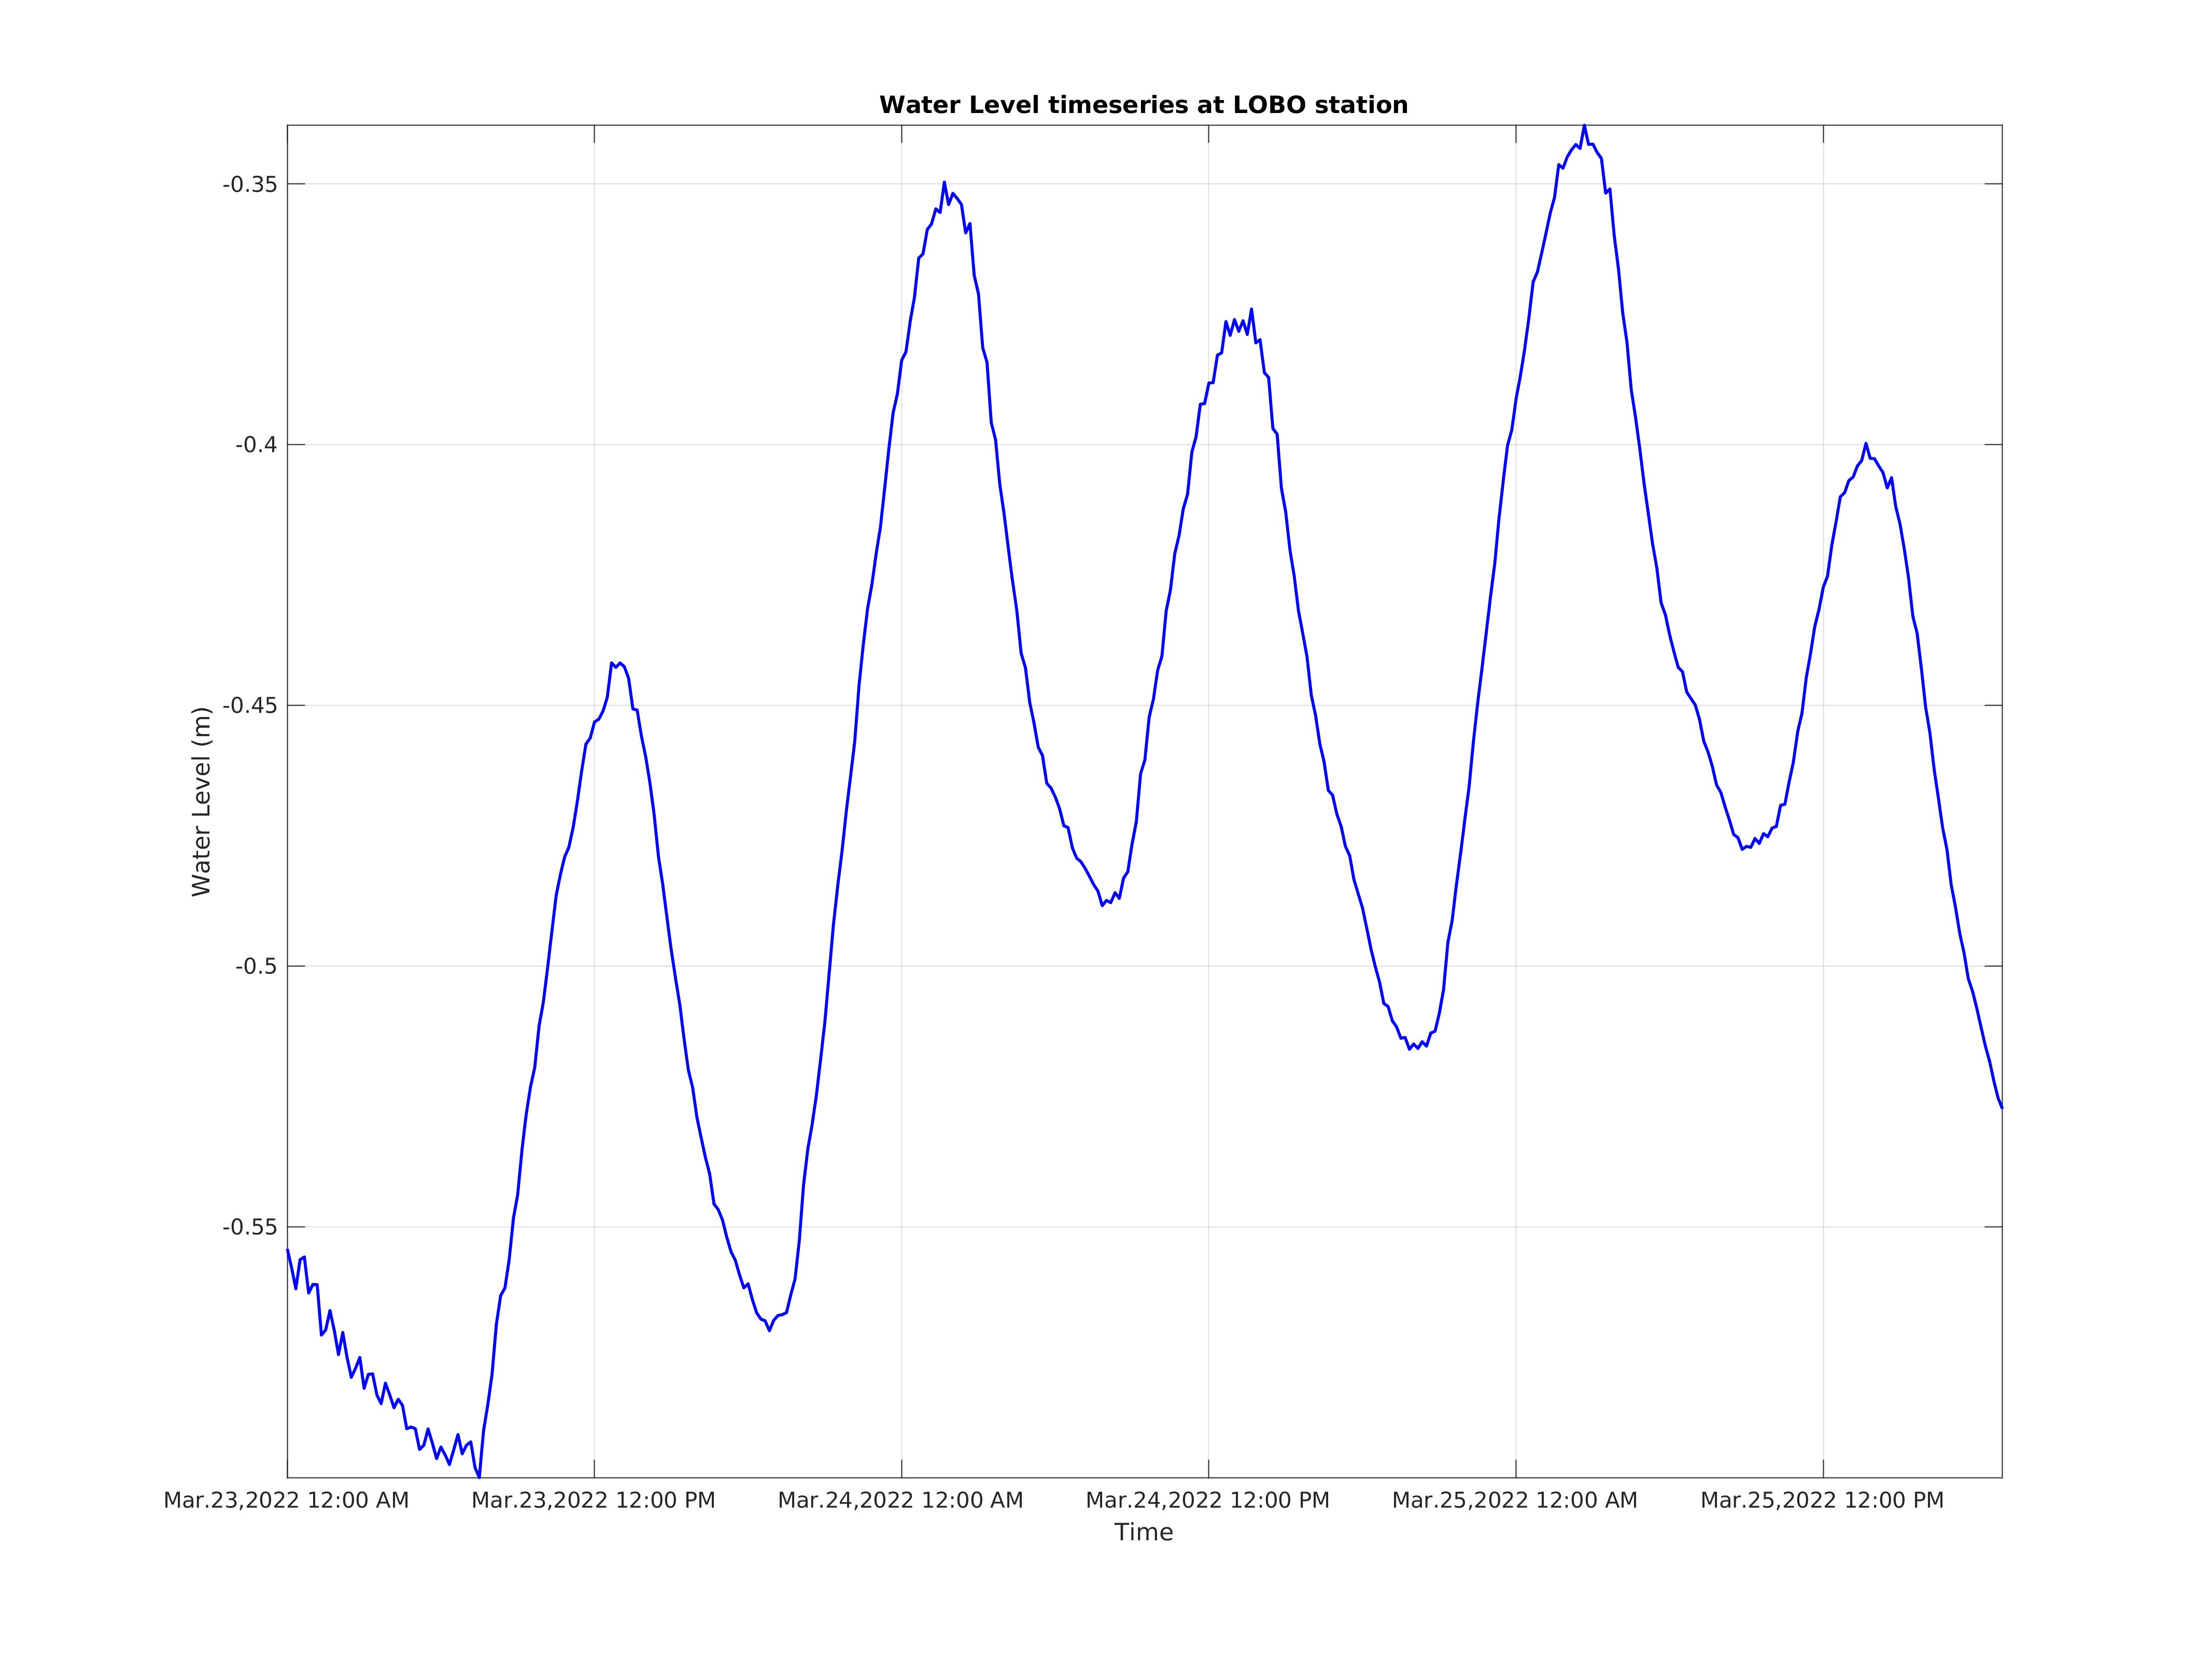 Water Level timeseries at LOBO station
-0.35
-0.4
-0.45
-0.5
-0.55
Water Level (m)
Mar.23,2022 12:00 AM
Mar.23,2022 12:00 PM
Mar.24,2022 12:00 AM
Mar.24,2022 12:00 PM
Mar.25,2022 12:00 AM
Mar.25,2022 12:00 PM
Time